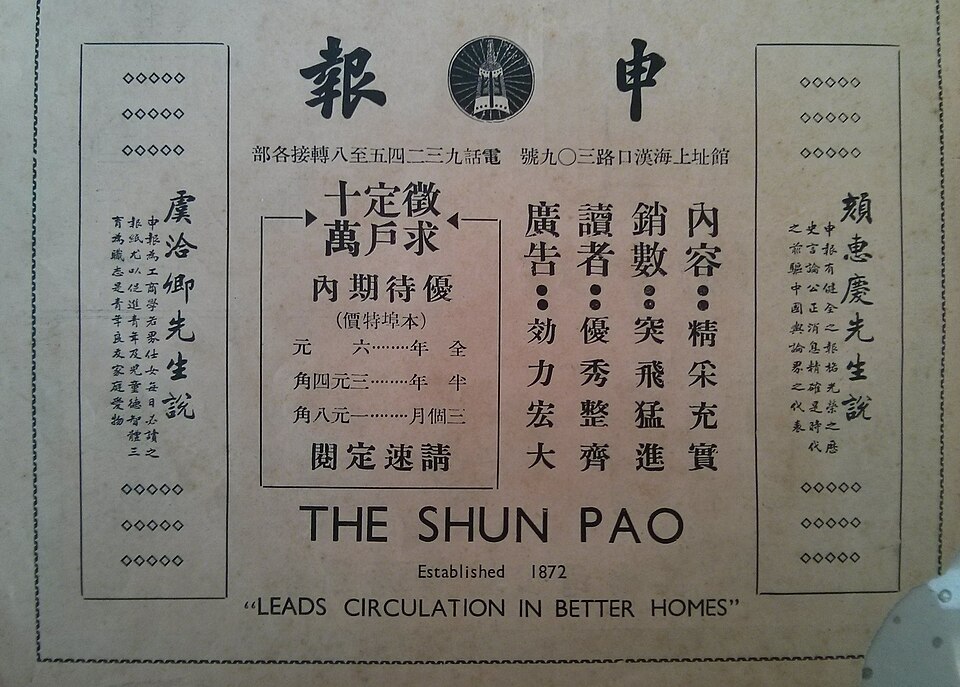 申報
館址上海漢口路三〇九號 電話九三二四五至八轉接各部
顏惠慶先生說
申報有健全之報格光榮之歷
史言論公正消息精確是時代
之前驅中國輿論界之代表
內容：精采充實
銷數：突飛猛進
讀者：優秀整齊
廣告：効力宏大
徵求定戶十萬
優待期內
(本埠特價)
全年………六元
半年………三元四角
三個月………一元八角
請速定閱
虞洽卿先生說
申報為工商學各界仕女每日必讀之
報紙尤以促進青年及兒童德智體三
育為職志是青年良友家庭愛物
THE SHUN PAO
Established 1872
“LEADS CIRCULATION IN BETTER HOMES”